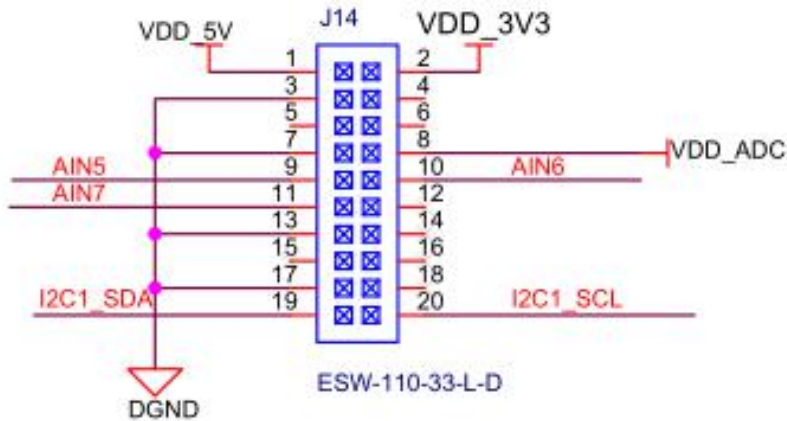 J14
VDD_5V VDD_3V3
1 2
3 4
5 6
7 8 VDD_ADC
AIN5 9 10 AIN6
AIN7 11 12
13 14
15 16
17 18
I2C1_SDA 19 20 I2C1_SCL
ESW-110-33-L-D
DGND